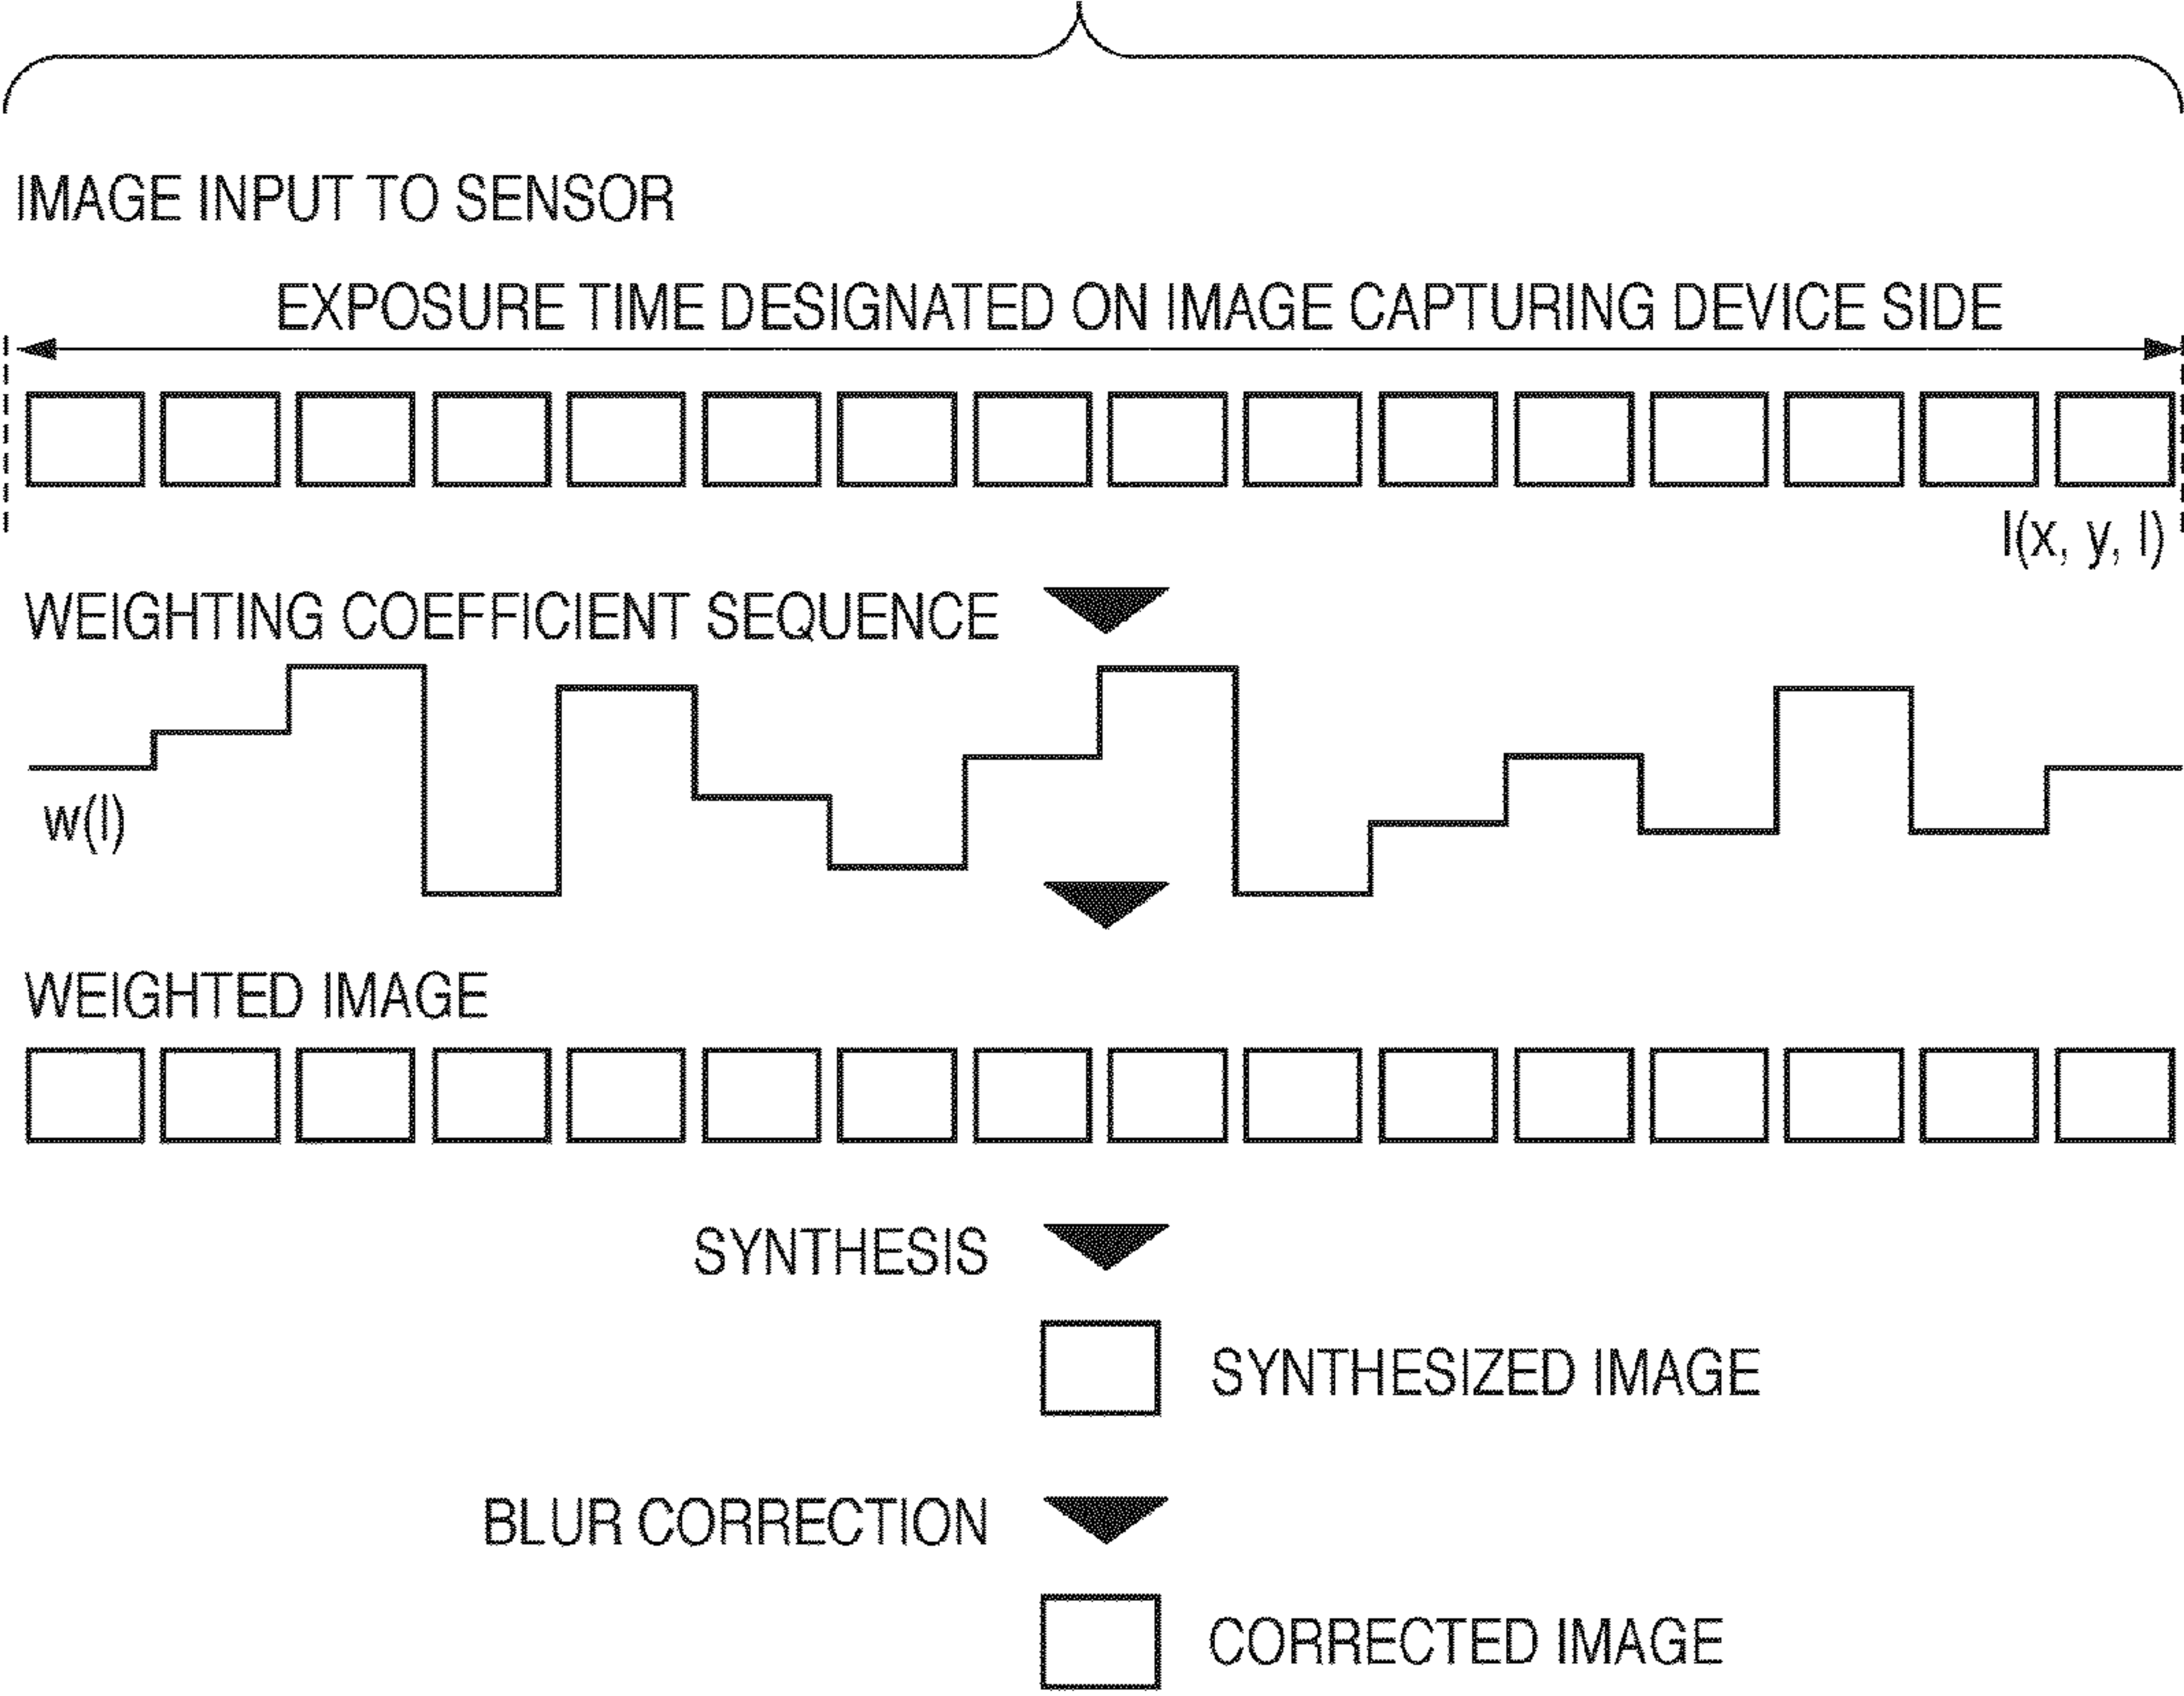 IMAGE INPUT TO SENSOR
EXPOSURE TIME DESIGNATED ON IMAGE CAPTURING DEVICE SIDE
I(x, y, l)
WEIGHTING COEFFICIENT SEQUENCE
w(l)
WEIGHTED IMAGE
SYNTHESIS
SYNTHESIZED IMAGE
BLUR CORRECTION
CORRECTED IMAGE